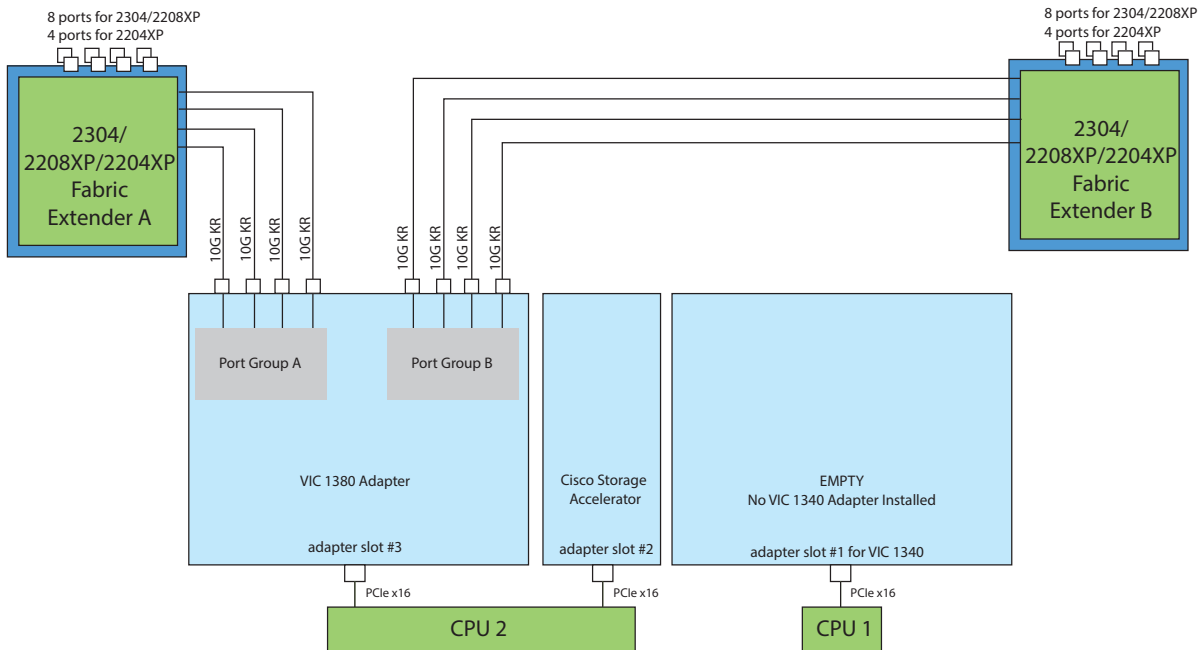 8 ports for 2304/2208XP
4 ports for 2204XP
8 ports for 2304/2208XP
4 ports for 2204XP
2304/
2208XP/2204XP
Fabric
Extender A
2304/
2208XP/2204XP
Fabric
Extender B
10G KR
10G KR
10G KR
10G KR
10G KR
10G KR
10G KR
10G KR
Port Group A
Port Group B
VIC 1380 Adapter
adapter slot #3
Cisco Storage
Accelerator
adapter slot #2
EMPTY
No VIC 1340 Adapter Installed
adapter slot #1 for VIC 1340
PCIe x16
PCIe x16
PCIe x16
CPU 2
CPU 1